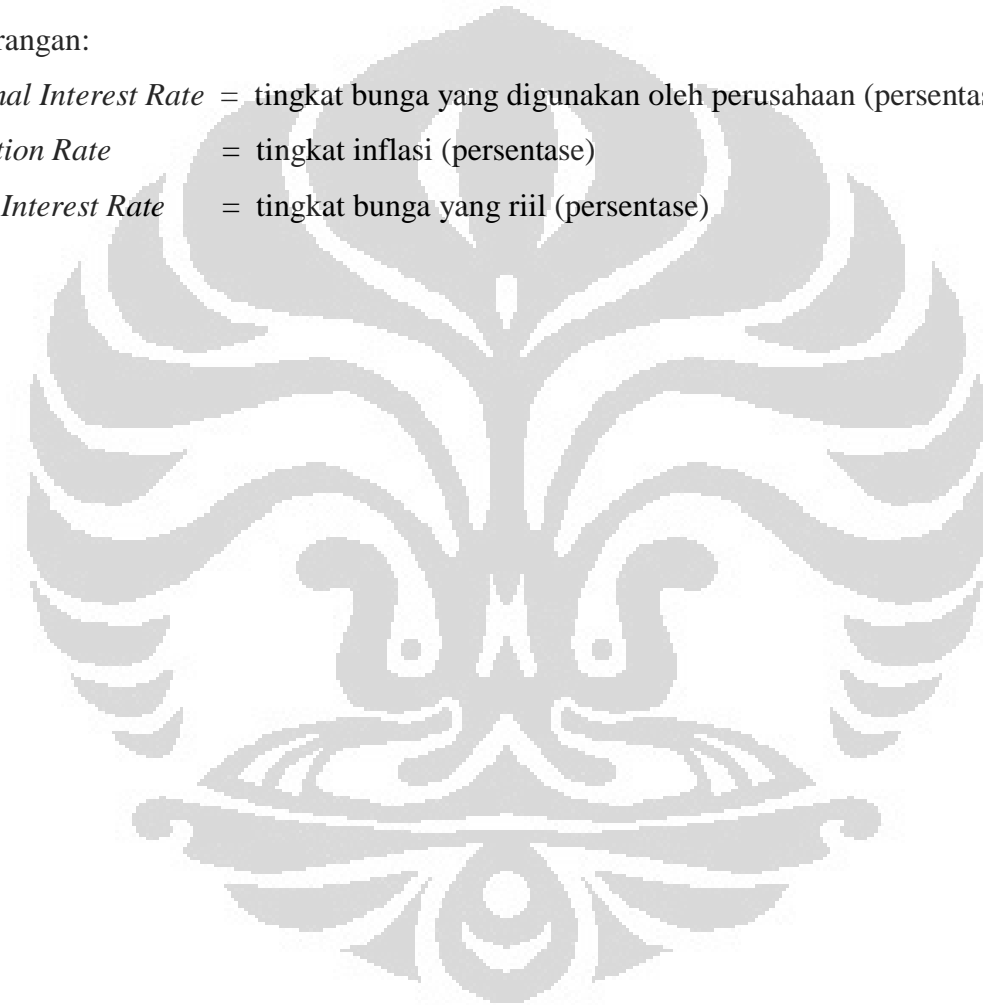 rangan:
nal Interest Rate = tingkat bunga yang digunakan oleh perusahaan (persentas
tion Rate = tingkat inflasi (persentase)
Interest Rate = tingkat bunga yang riil (persentase)